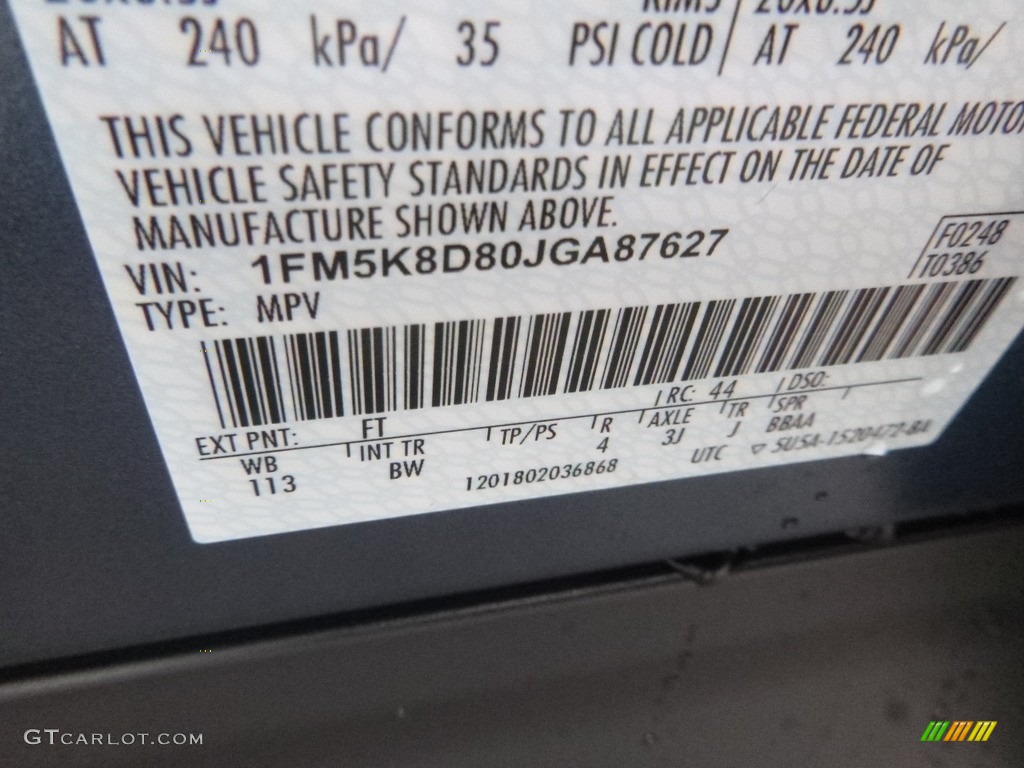 AT 240 kPa/ 35 PSI COLD / AT 240 kPa/
THIS VEHICLE CONFORMS TO ALL APPLICABLE FEDERAL MOTOR
VEHICLE SAFETY STANDARDS IN EFFECT ON THE DATE OF
MANUFACTURE SHOWN ABOVE.
VIN: 1FM5K8D80JGA87627
F0248
T0386
TYPE: MPV
EXT PNT: FT RC: 44 DSO:
WB INT TR TP/PS R AXLE TR SPR
113 BW 4 3J J BBAA
1201802036868 UTC ▽ 5U5A-1520472-BA
GTCARLOT.COM